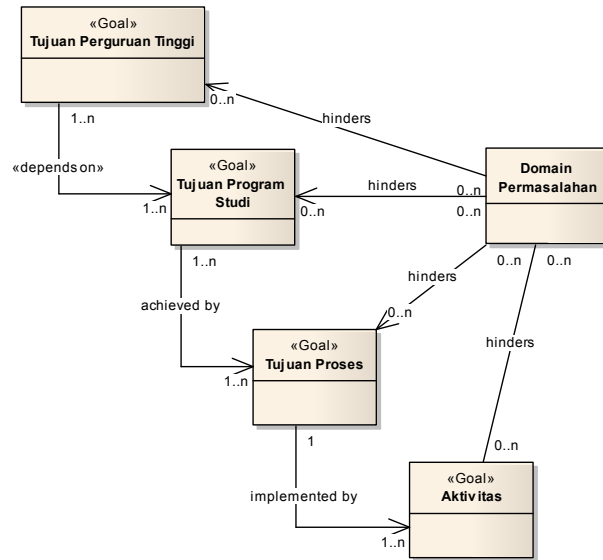 «Goal»
Tujuan Perguruan Tinggi
1..n
0..n
hinders
«depends on»
«Goal»
Tujuan Program
Studi
1..n
0..n
hinders
0..n
0..n
Domain
Permasalahan
1..n
0..n
0..n
hinders
achieved by
0..n
«Goal»
Tujuan Proses
1..n
hinders
1
0..n
implemented by
«Goal»
Aktivitas
1..n